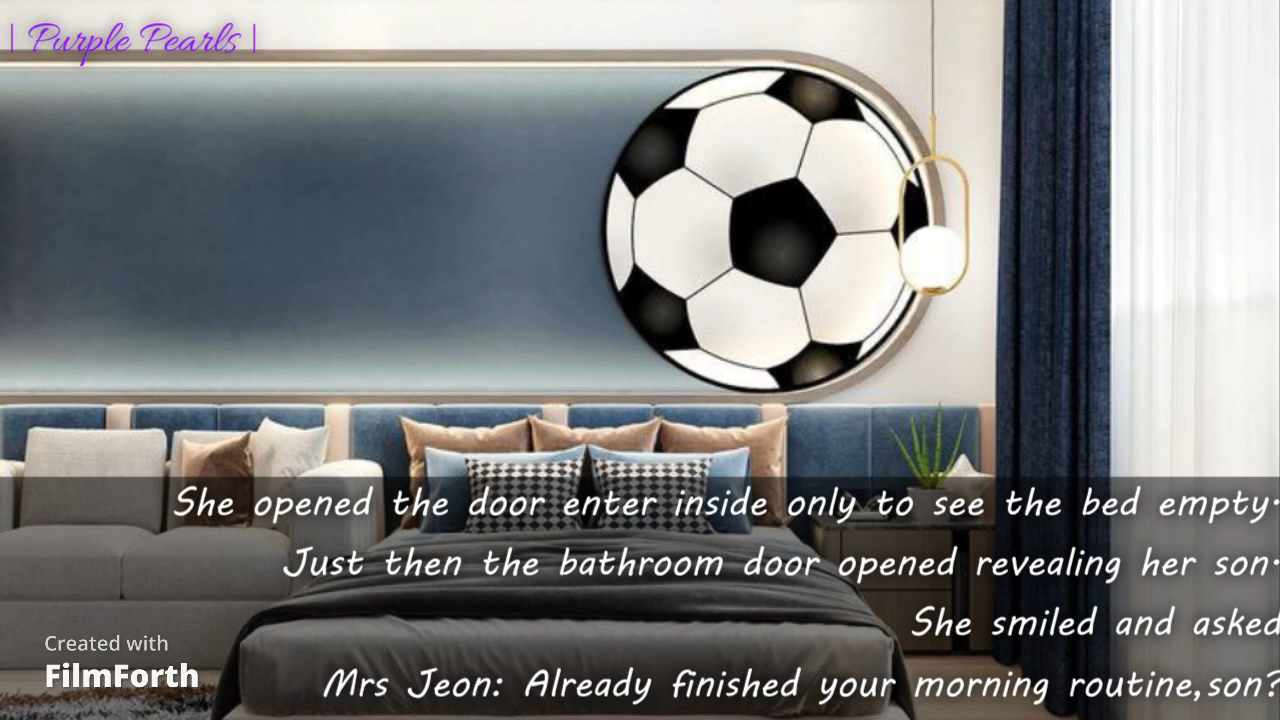 | Purple Pearls |
She opened the door enter inside only to see the bed empty.
Just then the bathroom door opened revealing her son.
She smiled and asked
Mrs Jeon: Already finished your morning routine,son?
Created with
FilmForth